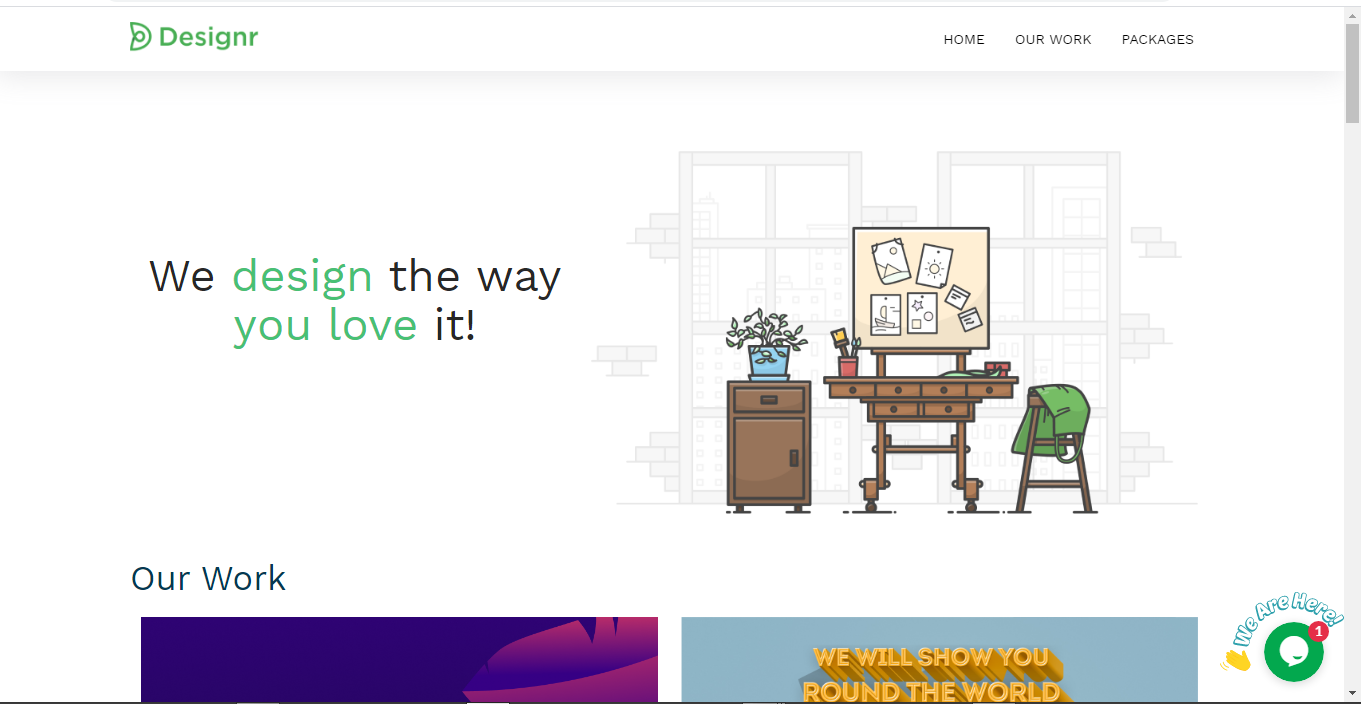 Designr
HOME
OUR WORK
PACKAGES
We design the way
you love it!
Our Work
WE WILL SHOW YOU
ROUND THE WORLD
We Are Here!
1